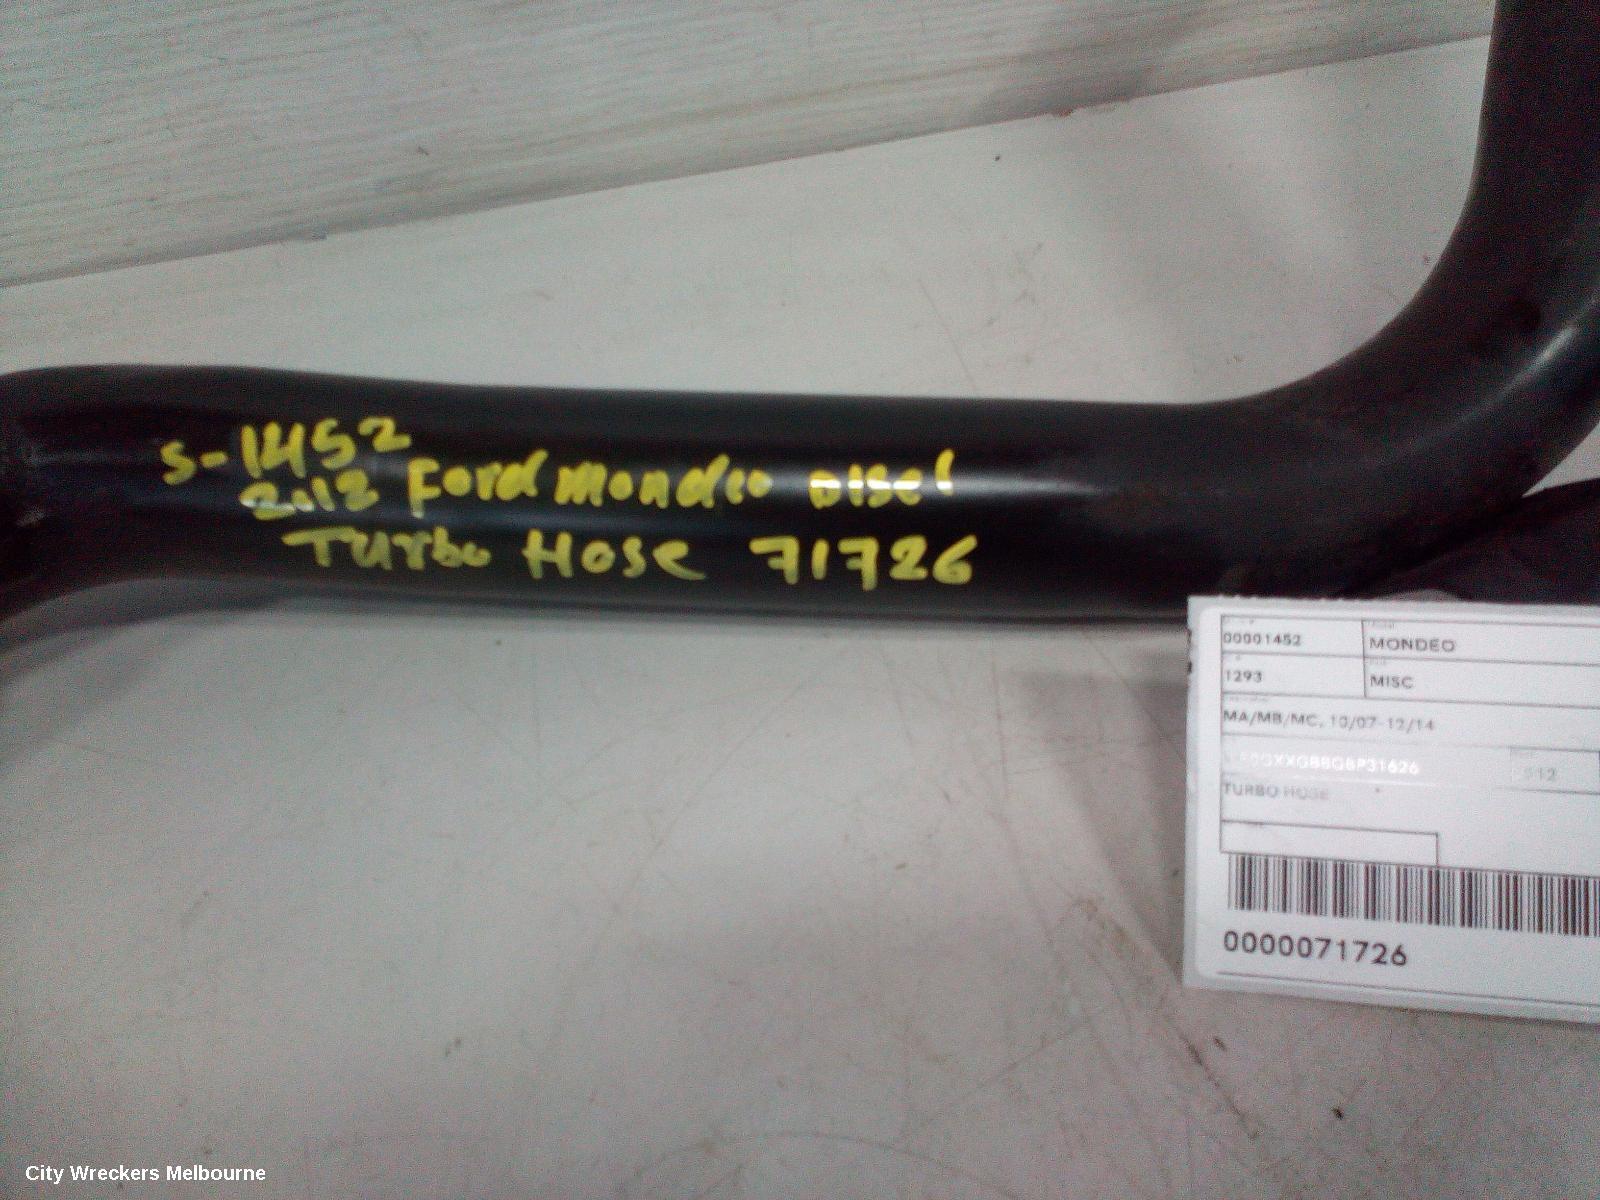 S-1452
2012 Ford Mondeo Disel
Turbo Hose 71726
00001452 MONDEO
1293 MISC
MA/MB/MC, 10/07-12/14
TURBO HOSE
0000071726
City Wreckers Melbourne